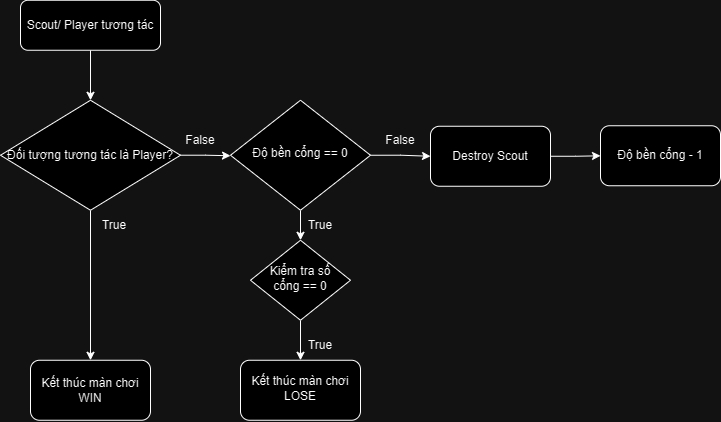 Scout/ Player tương tác
Đối tượng tương tác là Player?
False
Độ bền cổng == 0
False
Destroy Scout
Độ bền cổng - 1
True
True
Kiểm tra số
cổng == 0
True
Kết thúc màn chơi
WIN
Kết thúc màn chơi
LOSE